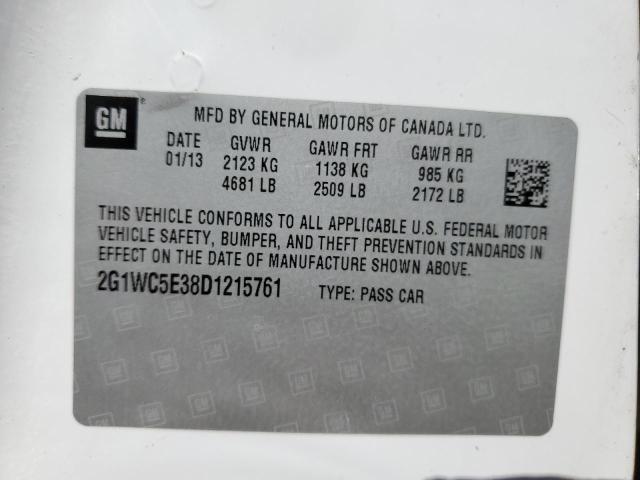 GM ®
MFD BY GENERAL MOTORS OF CANADA LTD.
DATE GVWR GAWR FRT GAWR RR
01/13 2123 KG 1138 KG 985 KG
4681 LB 2509 LB 2172 LB
THIS VEHICLE CONFORMS TO ALL APPLICABLE U.S. FEDERAL MOTOR
VEHICLE SAFETY, BUMPER, AND THEFT PREVENTION STANDARDS IN
EFFECT ON THE DATE OF MANUFACTURE SHOWN ABOVE.
2G1WC5E38D1215761 TYPE: PASS CAR